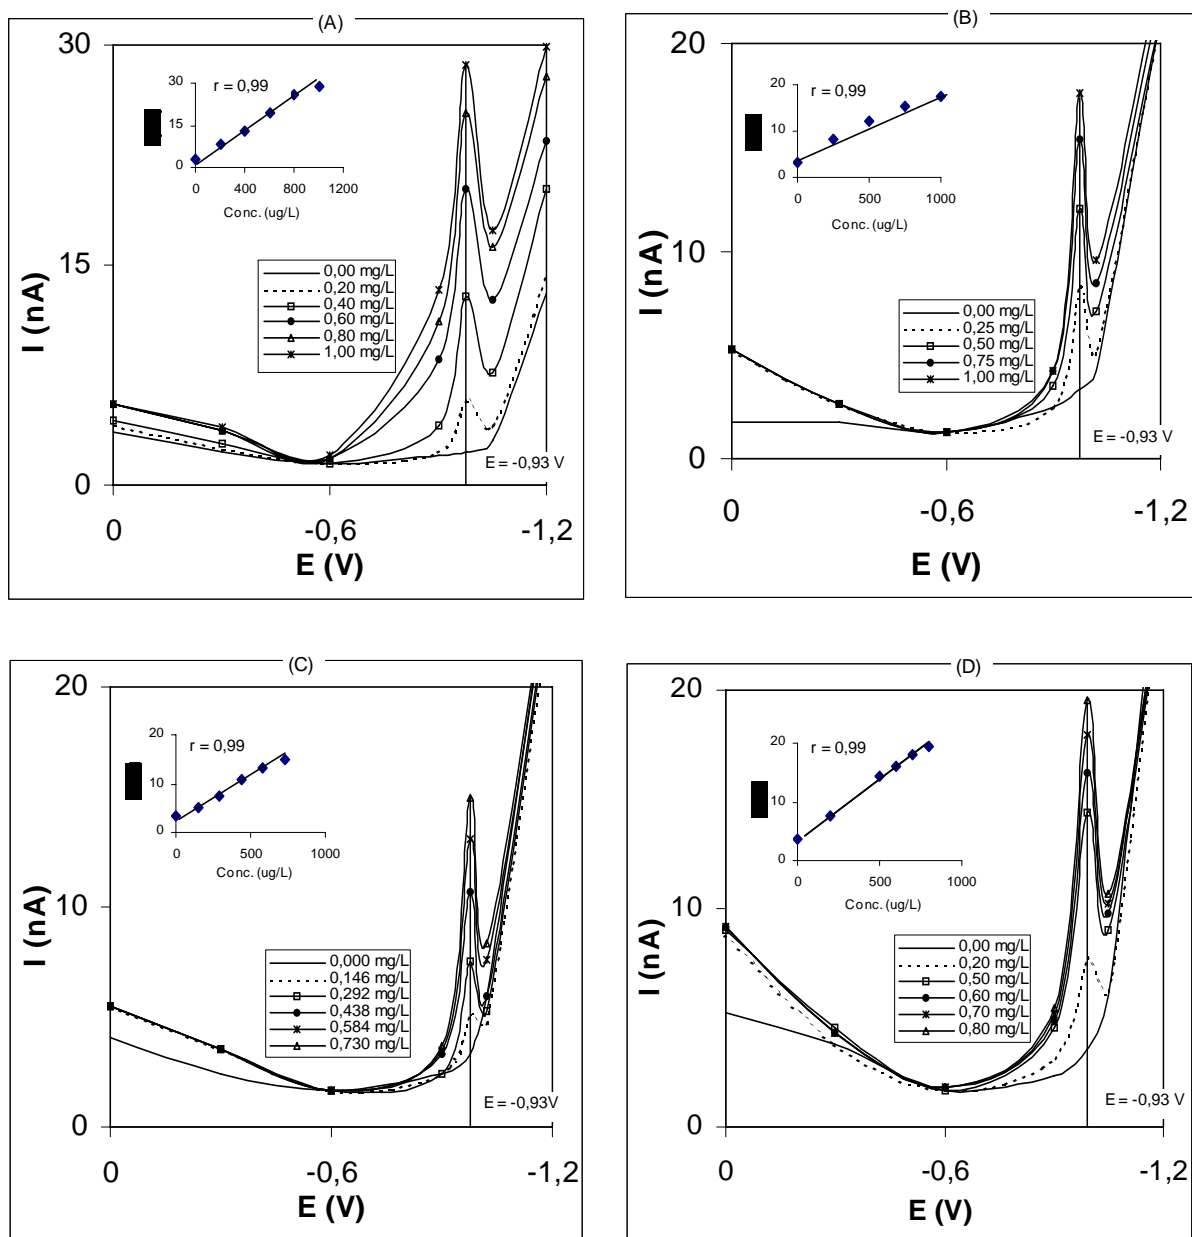 (A)
30
15
0
I (nA)
r = 0,99
30
15
0
0 400 800 1200
Conc. (ug/L)
0,00 mg/L
0,20 mg/L
0,40 mg/L
0,60 mg/L
0,80 mg/L
1,00 mg/L
E = -0,93 V
0 -0,6 -1,2
E (V)
(B)
20
10
0
I (nA)
r = 0,99
20
10
0
0 500 1000
Conc. (ug/L)
0,00 mg/L
0,25 mg/L
0,50 mg/L
0,75 mg/L
1,00 mg/L
E = -0,93 V
0 -0,6 -1,2
E (V)
(C)
20
10
0
I (nA)
r = 0,99
20
10
0
0 500 1000
Conc. (ug/L)
0,000 mg/L
0,146 mg/L
0,292 mg/L
0,438 mg/L
0,584 mg/L
0,730 mg/L
E = -0,93V
0 -0,6 -1,2
E (V)
(D)
20
10
0
I (nA)
r = 0,99
20
10
0
0 500 1000
Conc. (ug/L)
0,00 mg/L
0,20 mg/L
0,50 mg/L
0,60 mg/L
0,70 mg/L
0,80 mg/L
E = -0,93 V
0 -0,6 -1,2
E (V)